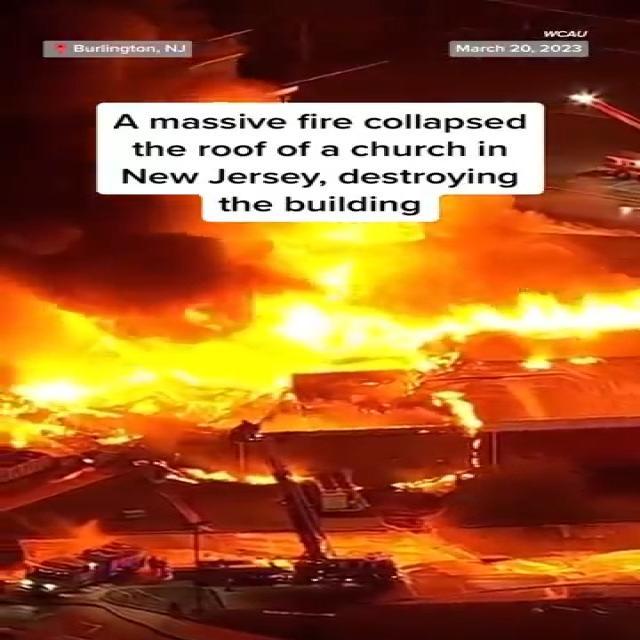 WCAU
Burlington, NJ
March 20, 2023
A massive fire collapsed
the roof of a church in
New Jersey, destroying
the building